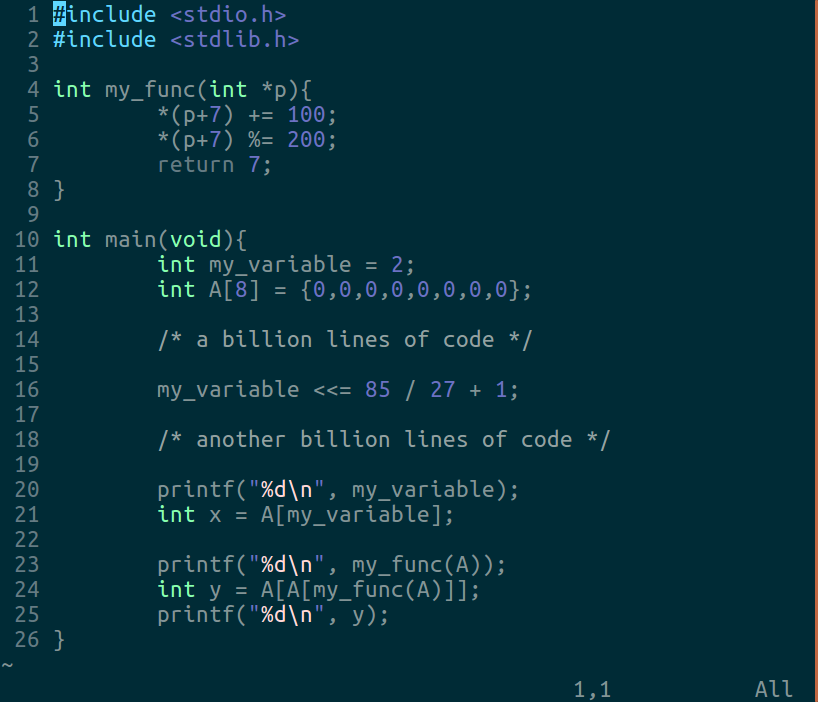 1 #include <stdio.h>
2 #include <stdlib.h>
3
4 int my_func(int *p){
5         *(p+7) += 100;
6         *(p+7) %= 200;
7         return 7;
8 }
9
10 int main(void){
11         int my_variable = 2;
12         int A[8] = {0,0,0,0,0,0,0,0};
13
14         /* a billion lines of code */
15
16         my_variable <<= 85 / 27 + 1;
17
18         /* another billion lines of code */
19
20         printf("%d\n", my_variable);
21         int x = A[my_variable];
22
23         printf("%d\n", my_func(A));
24         int y = A[A[my_func(A)]];
25         printf("%d\n", y);
26 }
~
1,1 All